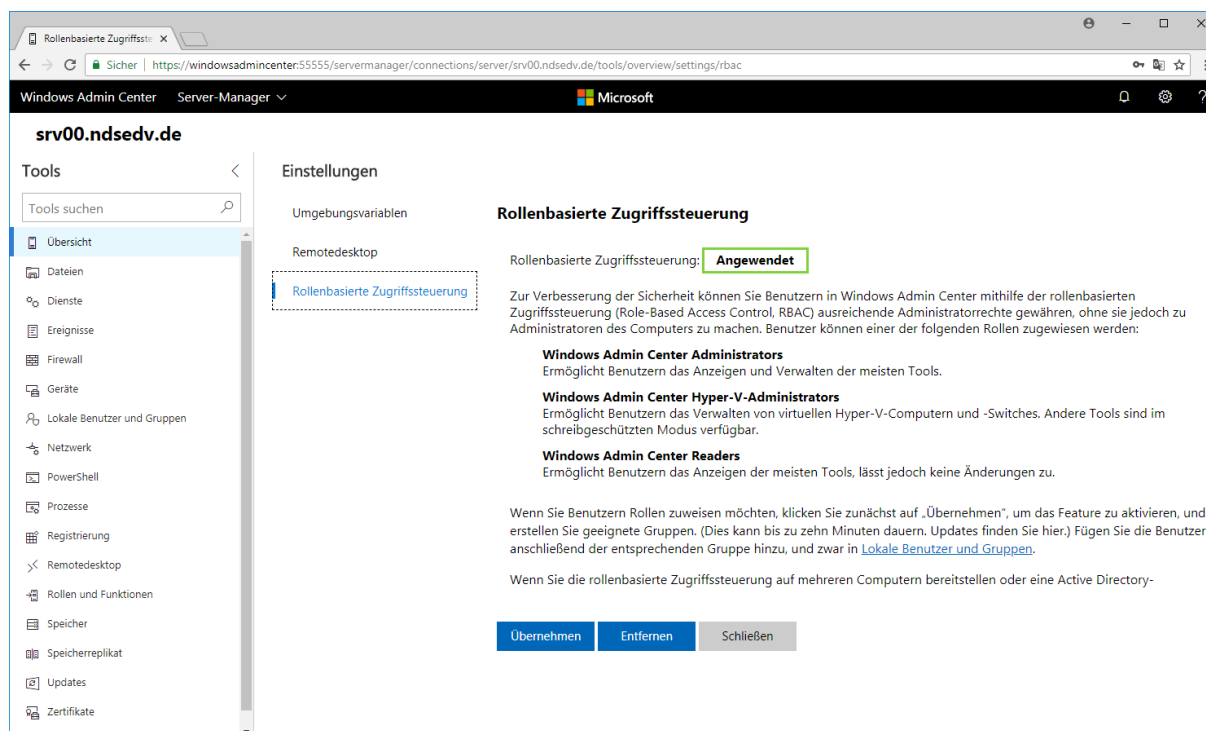 Rollenbasierte Zugriffsste
Sicher | https://windowsadmincenter:55555/servermanager/connections/server/srv00.ndsedv.de/tools/overview/settings/rbac
Windows Admin Center Server-Manager
Microsoft
?
srv00.ndsedv.de
Tools
Tools suchen
Übersicht
Dateien
Dienste
Ereignisse
Firewall
Geräte
Lokale Benutzer und Gruppen
Netzwerk
PowerShell
Prozesse
Registrierung
Remotedesktop
Rollen und Funktionen
Speicher
Speicherreplikat
Updates
Zertifikate
Einstellungen
Umgebungsvariablen
Remotedesktop
Rollenbasierte Zugriffssteuerung
Rollenbasierte Zugriffssteuerung
Rollenbasierte Zugriffssteuerung: Angewendet
Zur Verbesserung der Sicherheit können Sie Benutzern in Windows Admin Center mithilfe der rollenbasierten
Zugriffssteuerung (Role-Based Access Control, RBAC) ausreichende Administratorrechte gewähren, ohne sie jedoch zu
Administratoren des Computers zu machen. Benutzer können einer der folgenden Rollen zugewiesen werden:
Windows Admin Center Administrators
Ermöglicht Benutzern das Anzeigen und Verwalten der meisten Tools.
Windows Admin Center Hyper-V-Administrators
Ermöglicht Benutzern das Verwalten von virtuellen Hyper-V-Computern und -Switches. Andere Tools sind im
schreibgeschützten Modus verfügbar.
Windows Admin Center Readers
Ermöglicht Benutzern das Anzeigen der meisten Tools, lässt jedoch keine Änderungen zu.
Wenn Sie Benutzern Rollen zuweisen möchten, klicken Sie zunächst auf „Übernehmen“, um das Feature zu aktivieren, und
erstellen Sie geeignete Gruppen. (Dies kann bis zu zehn Minuten dauern. Updates finden Sie hier.) Fügen Sie die Benutzer
anschließend der entsprechenden Gruppe hinzu, und zwar in Lokale Benutzer und Gruppen.
Wenn Sie die rollenbasierte Zugriffssteuerung auf mehreren Computern bereitstellen oder eine Active Directory-
Übernehmen Entfernen Schließen